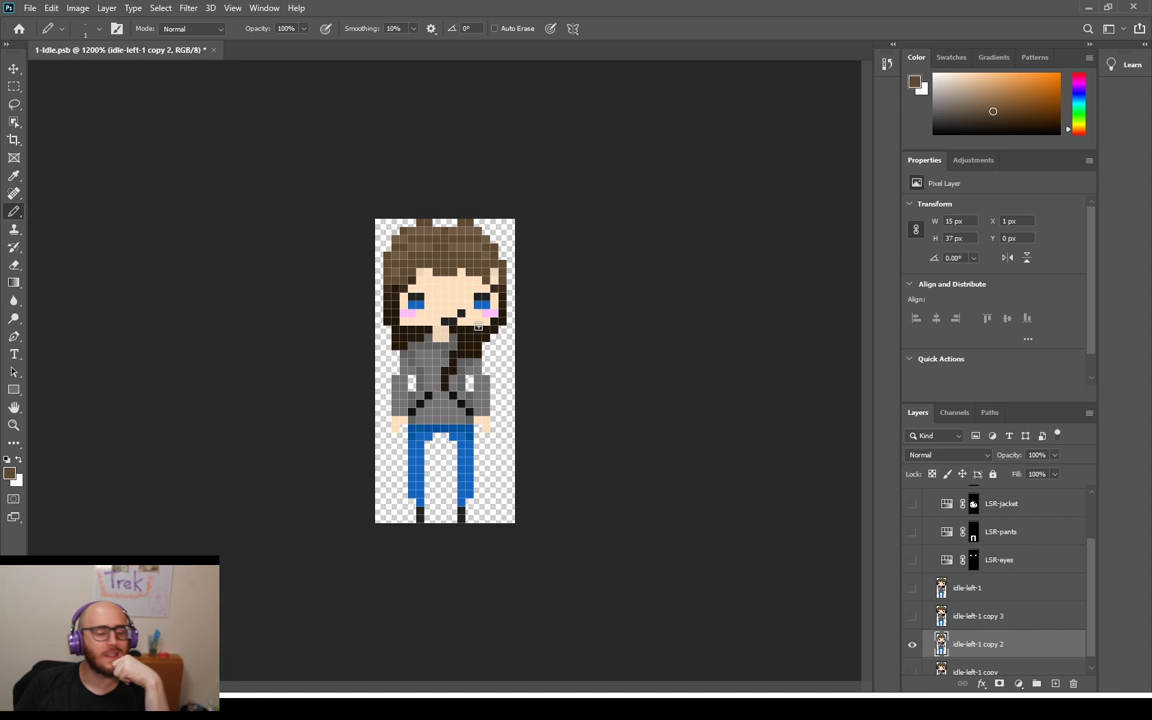 File Edit Image Layer Type Select Filter 3D View Window Help
1 Mode: Normal Opacity: 100% Smoothing: 10% 0° Auto Erase
1-Idle.psb @ 1200% (idle-left-1 copy 2, RGB/8) * ×
Color Swatches Gradients Patterns
Learn
Properties Adjustments
Pixel Layer
Transform
W 15 px X 1 px
H 37 px Y 0 px
0.00°
Align and Distribute
Align:
Quick Actions
Layers Channels Paths
Kind
Normal Opacity: 100%
Lock: Fill: 100%
LSR-jacket
LSR-pants
LSR-eyes
idle-left-1
idle-left-1 copy 3
idle-left-1 copy 2
idle-left-1 copy
Trek